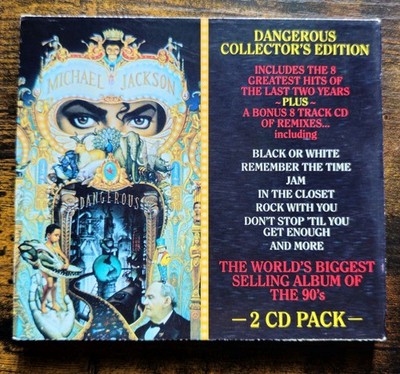 MICHAEL JACKSON
DANGEROUS
DANGEROUS
COLLECTOR'S EDITION
INCLUDES THE 8
GREATEST HITS OF
THE LAST TWO YEARS
~ PLUS ~
A BONUS 8 TRACK CD
OF REMIXES...
including
BLACK OR WHITE
REMEMBER THE TIME
JAM
IN THE CLOSET
ROCK WITH YOU
DON'T STOP 'TIL YOU
GET ENOUGH
AND MORE
THE WORLD'S BIGGEST
SELLING ALBUM OF
THE 90's
— 2 CD PACK —